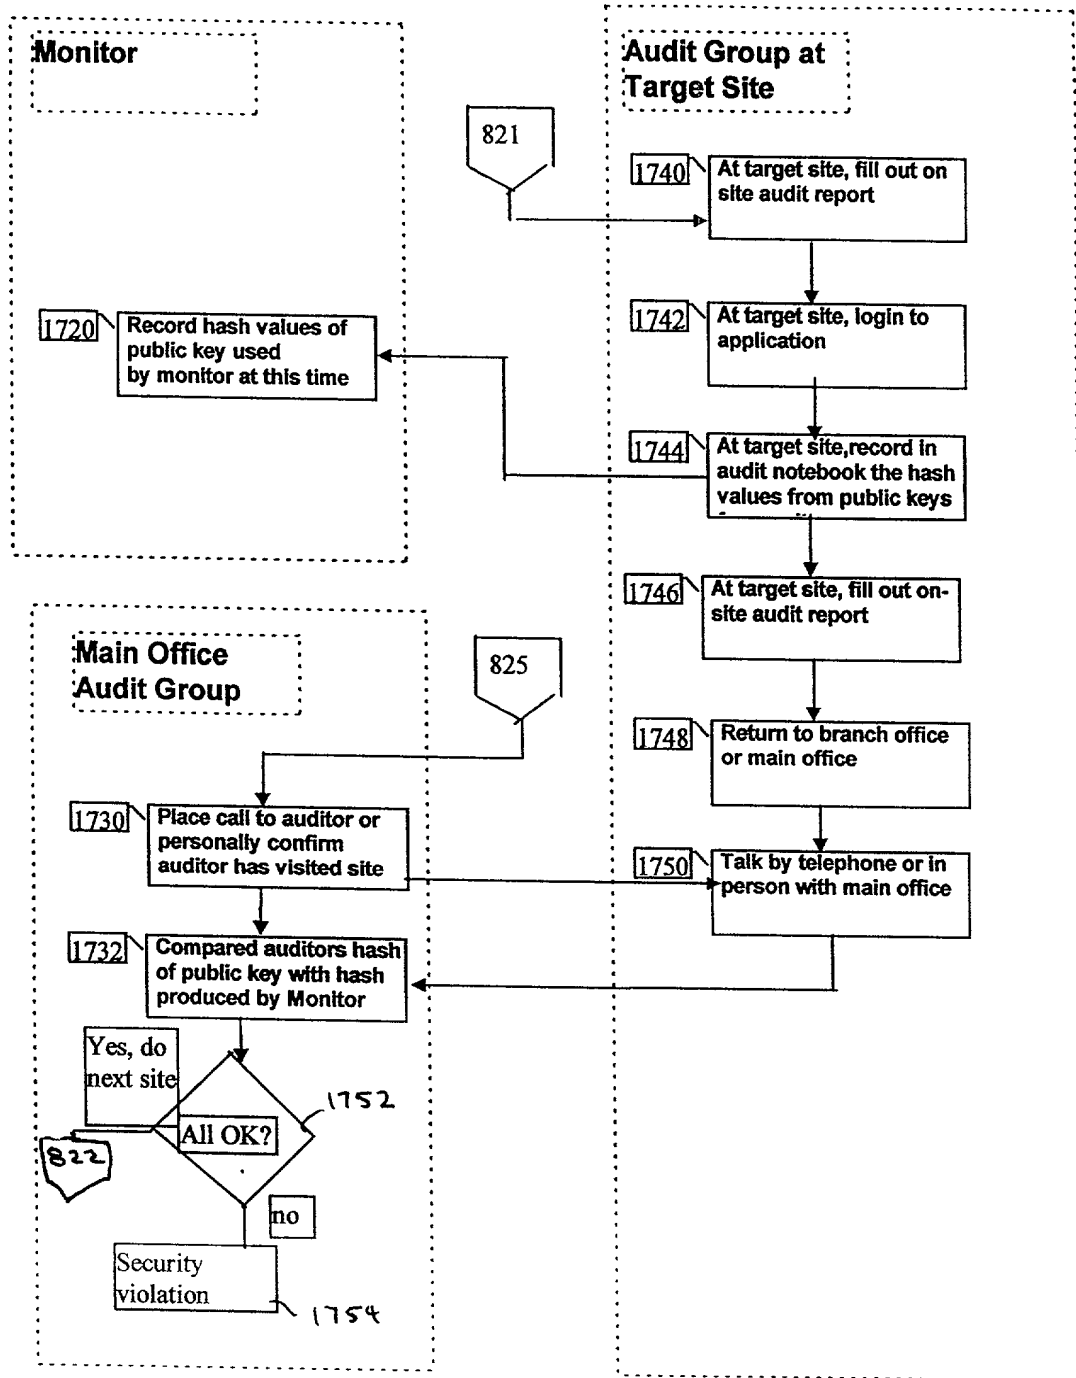 Monitor
1720
Record hash values of
public key used
by monitor at this time
Audit Group at
Target Site
821
1740
At target site, fill out on
site audit report
1742
At target site, login to
application
1744
At target site,record in
audit notebook the hash
values from public keys
1746
At target site, fill out on-
site audit report
1748
Return to branch office
or main office
1750
Talk by telephone or in
person with main office
Main Office
Audit Group
825
1730
Place call to auditor or
personally confirm
auditor has visited site
1732
Compared auditors hash
of public key with hash
produced by Monitor
Yes, do
next site
1752
All OK?
822
no
Security
violation
1754